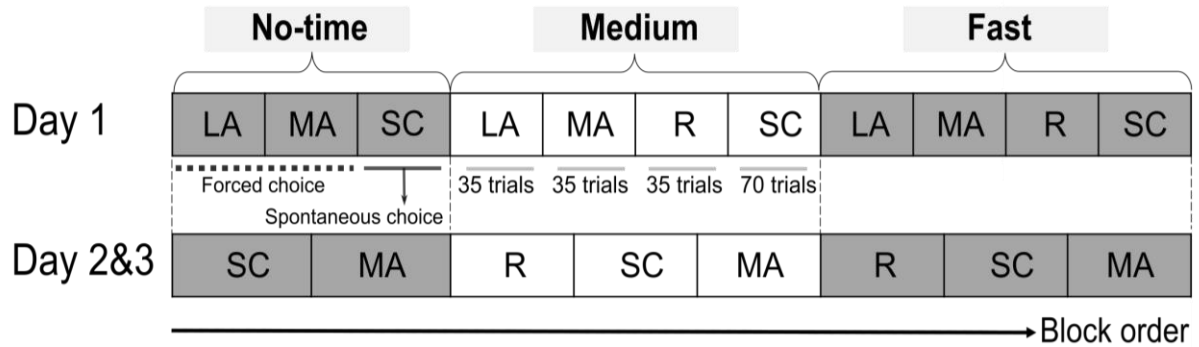 No-time Medium Fast
Day 1 LA MA SC LA MA R SC LA MA R SC
Forced choice 35 trials 35 trials 35 trials 70 trials
Spontaneous choice
Day 2&3 SC MA R SC MA R SC MA
Block order